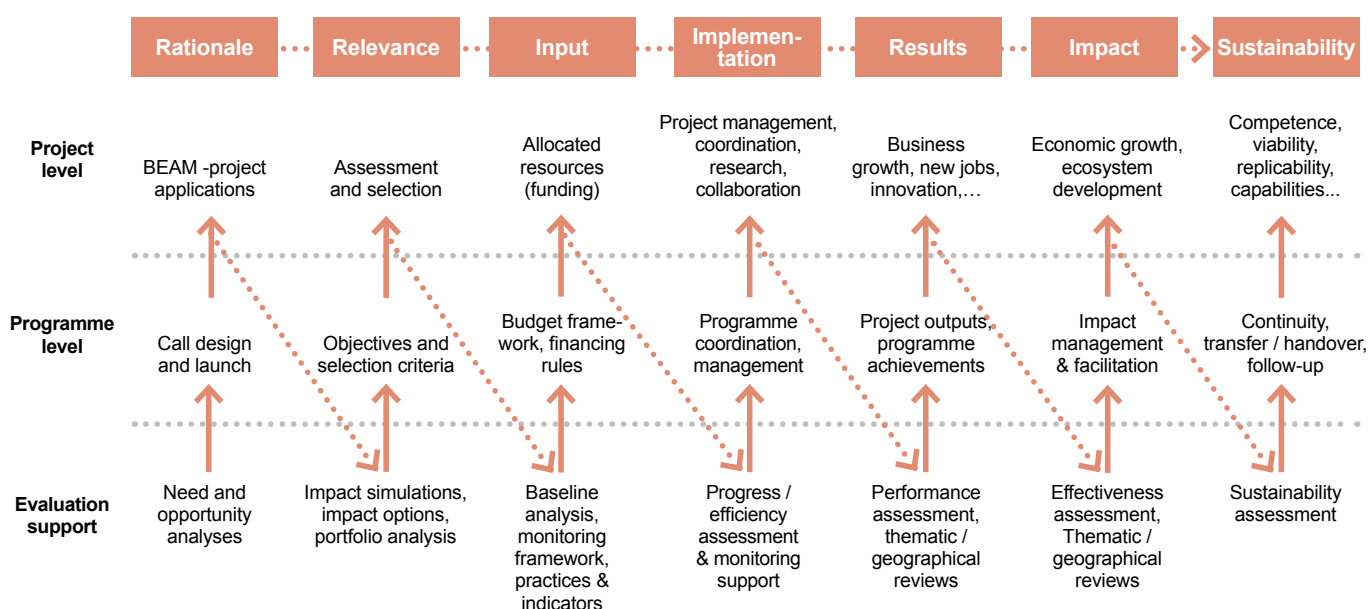 Rationale
Relevance
Input
Implemen-
tation
Results
Impact
Sustainability
Project
level
BEAM -project
applications
Assessment
and selection
Allocated
resources
(funding)
Project management,
coordination,
research,
collaboration
Business
growth, new jobs,
innovation,…
Economic growth,
ecosystem
development
Competence,
viability,
replicability,
capabilities...
Programme
level
Call design
and launch
Objectives and
selection criteria
Budget frame-
work, financing
rules
Programme
coordination,
management
Project outputs,
programme
achievements
Impact
management
& facilitation
Continuity,
transfer / handover,
follow-up
Evaluation
support
Need and
opportunity
analyses
Impact simulations,
impact options,
portfolio analysis
Baseline
analysis,
monitoring
framework,
practices &
indicators
Progress /
efficiency
assessment
& monitoring
support
Performance
assessment,
thematic /
geographical
reviews
Effectiveness
assessment,
Thematic /
geographical
reviews
Sustainability
assessment